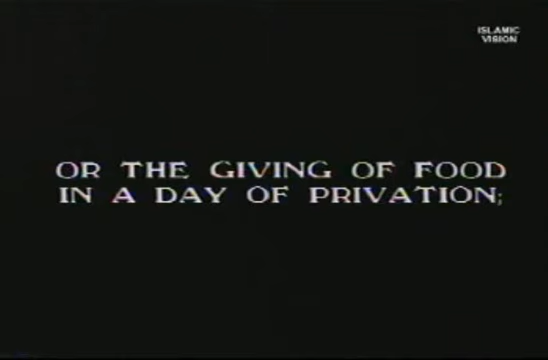 ISLAMIC
VISION
OR THE GIVING OF FOOD
IN A DAY OF PRIVATION;